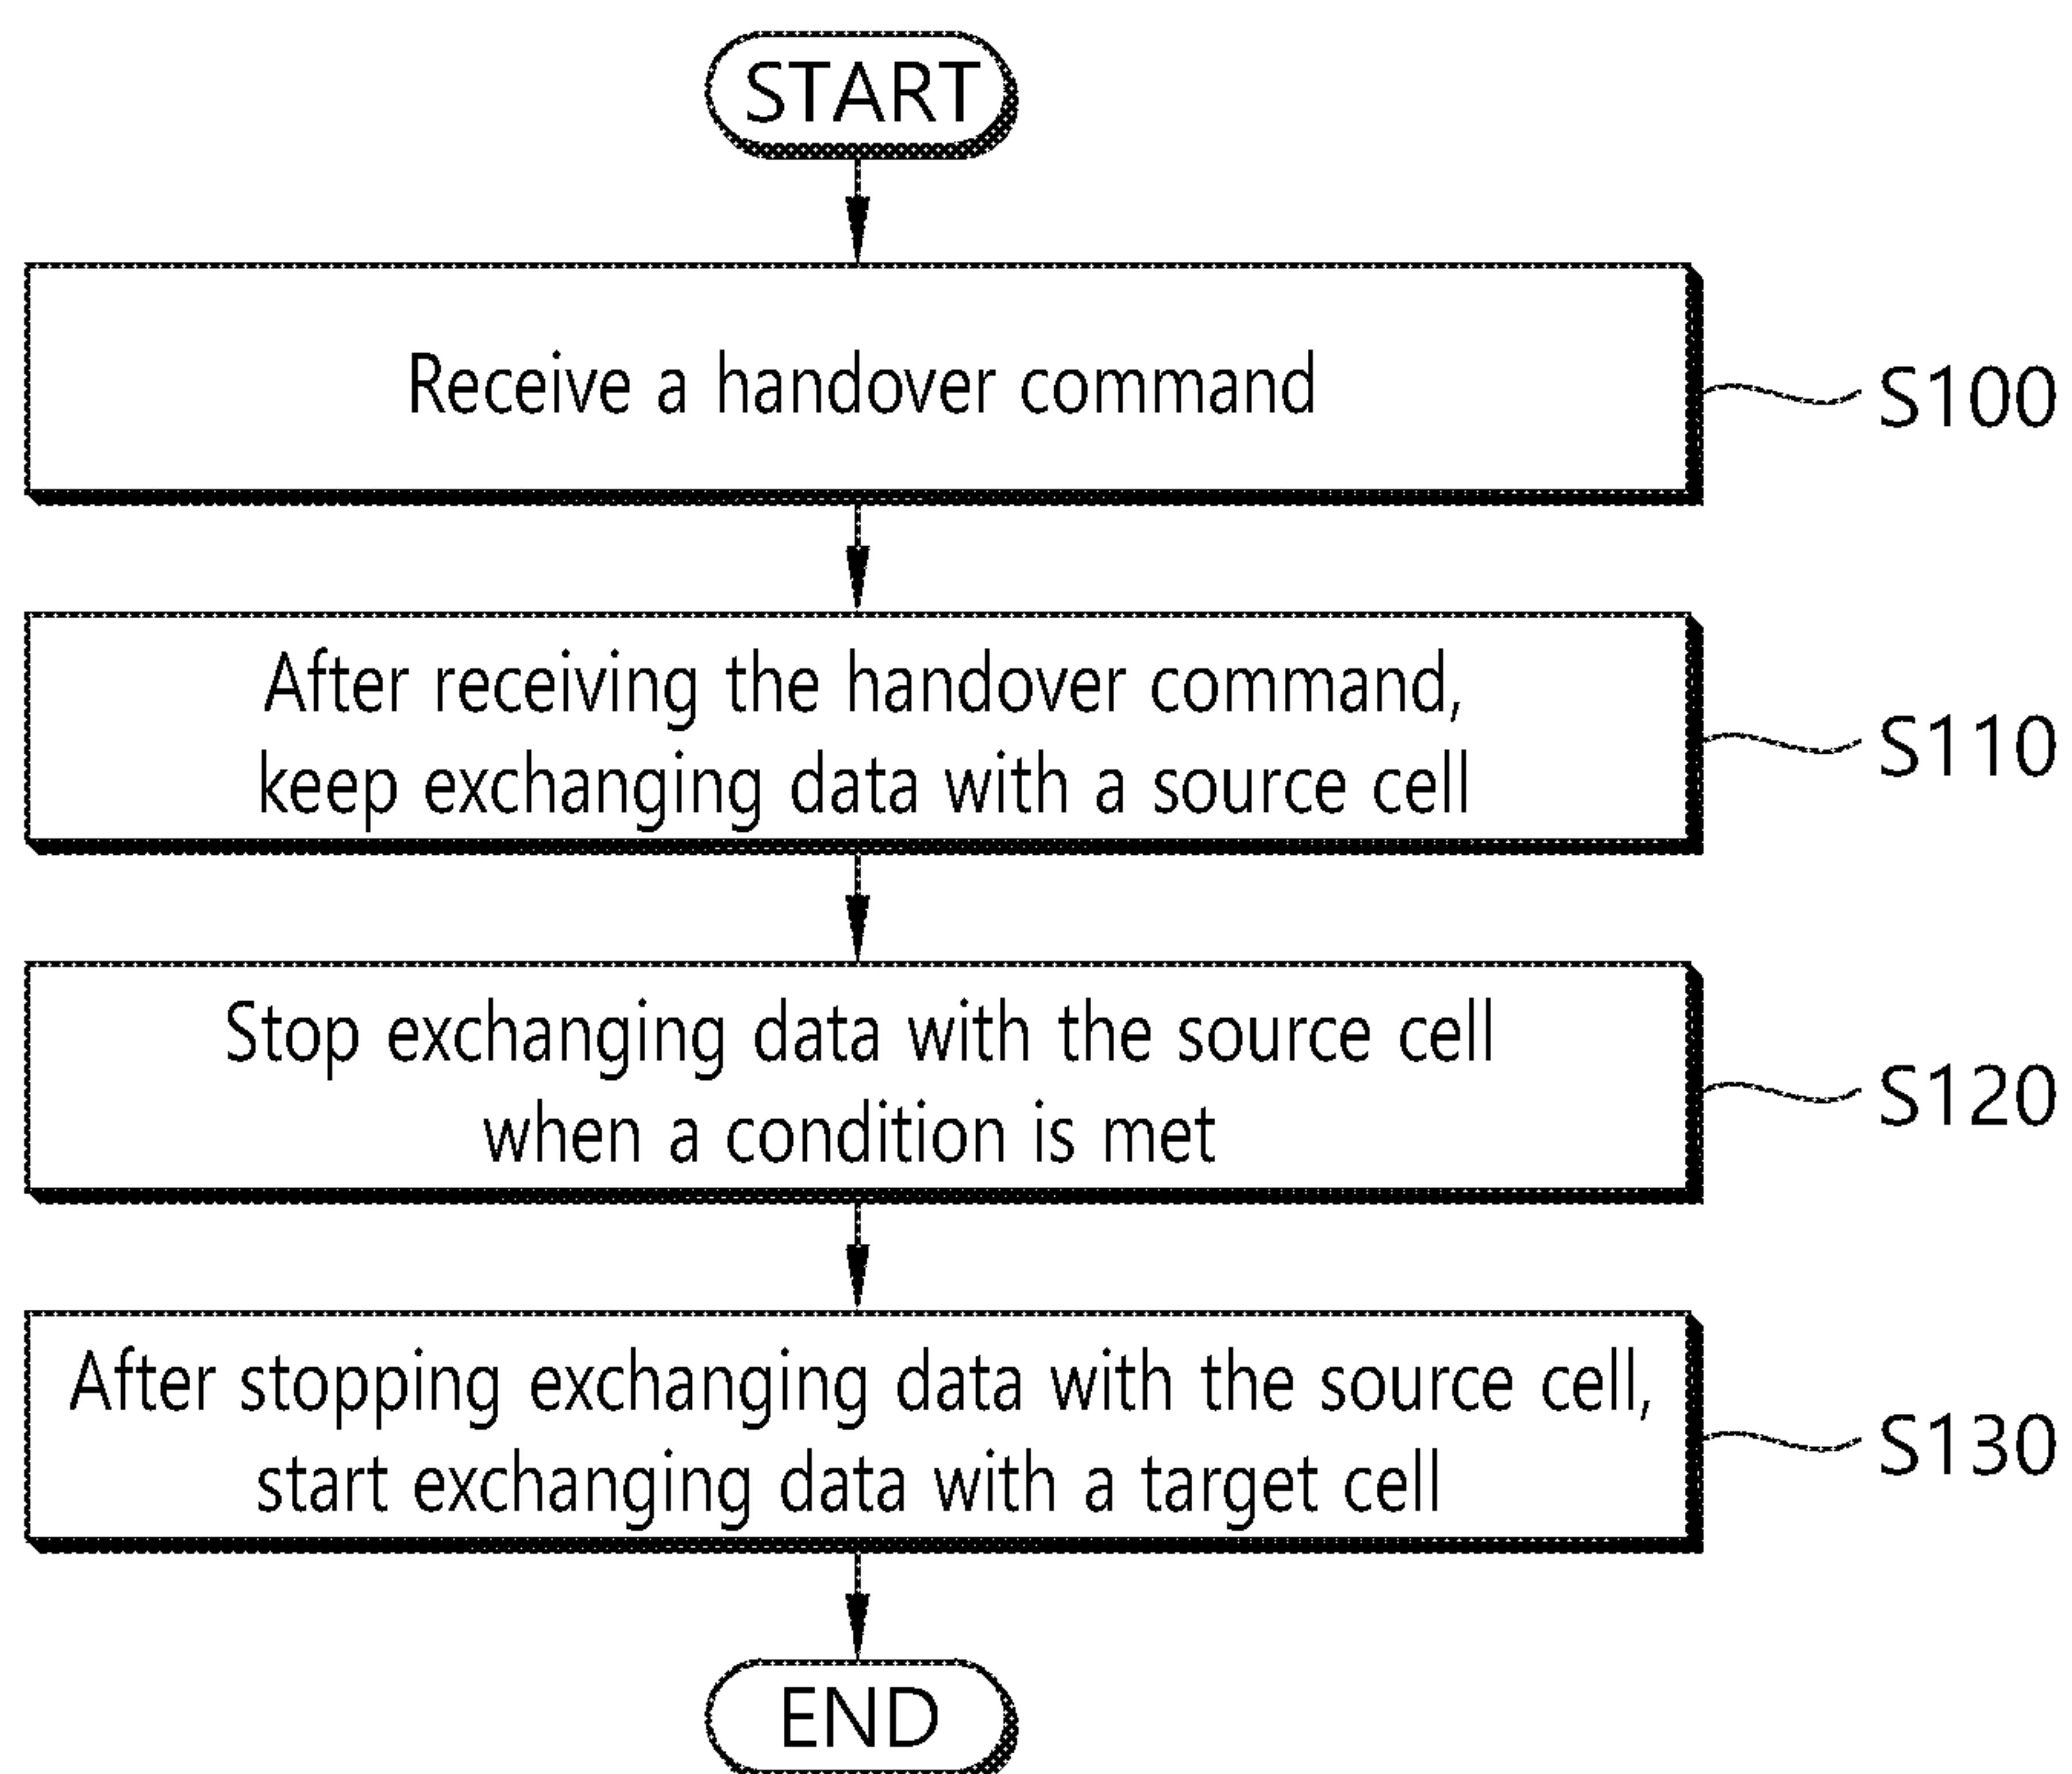 START
Receive a handover command
S100
After receiving the handover command,
keep exchanging data with a source cell
S110
Stop exchanging data with the source cell
when a condition is met
S120
After stopping exchanging data with the source cell,
start exchanging data with a target cell
S130
END